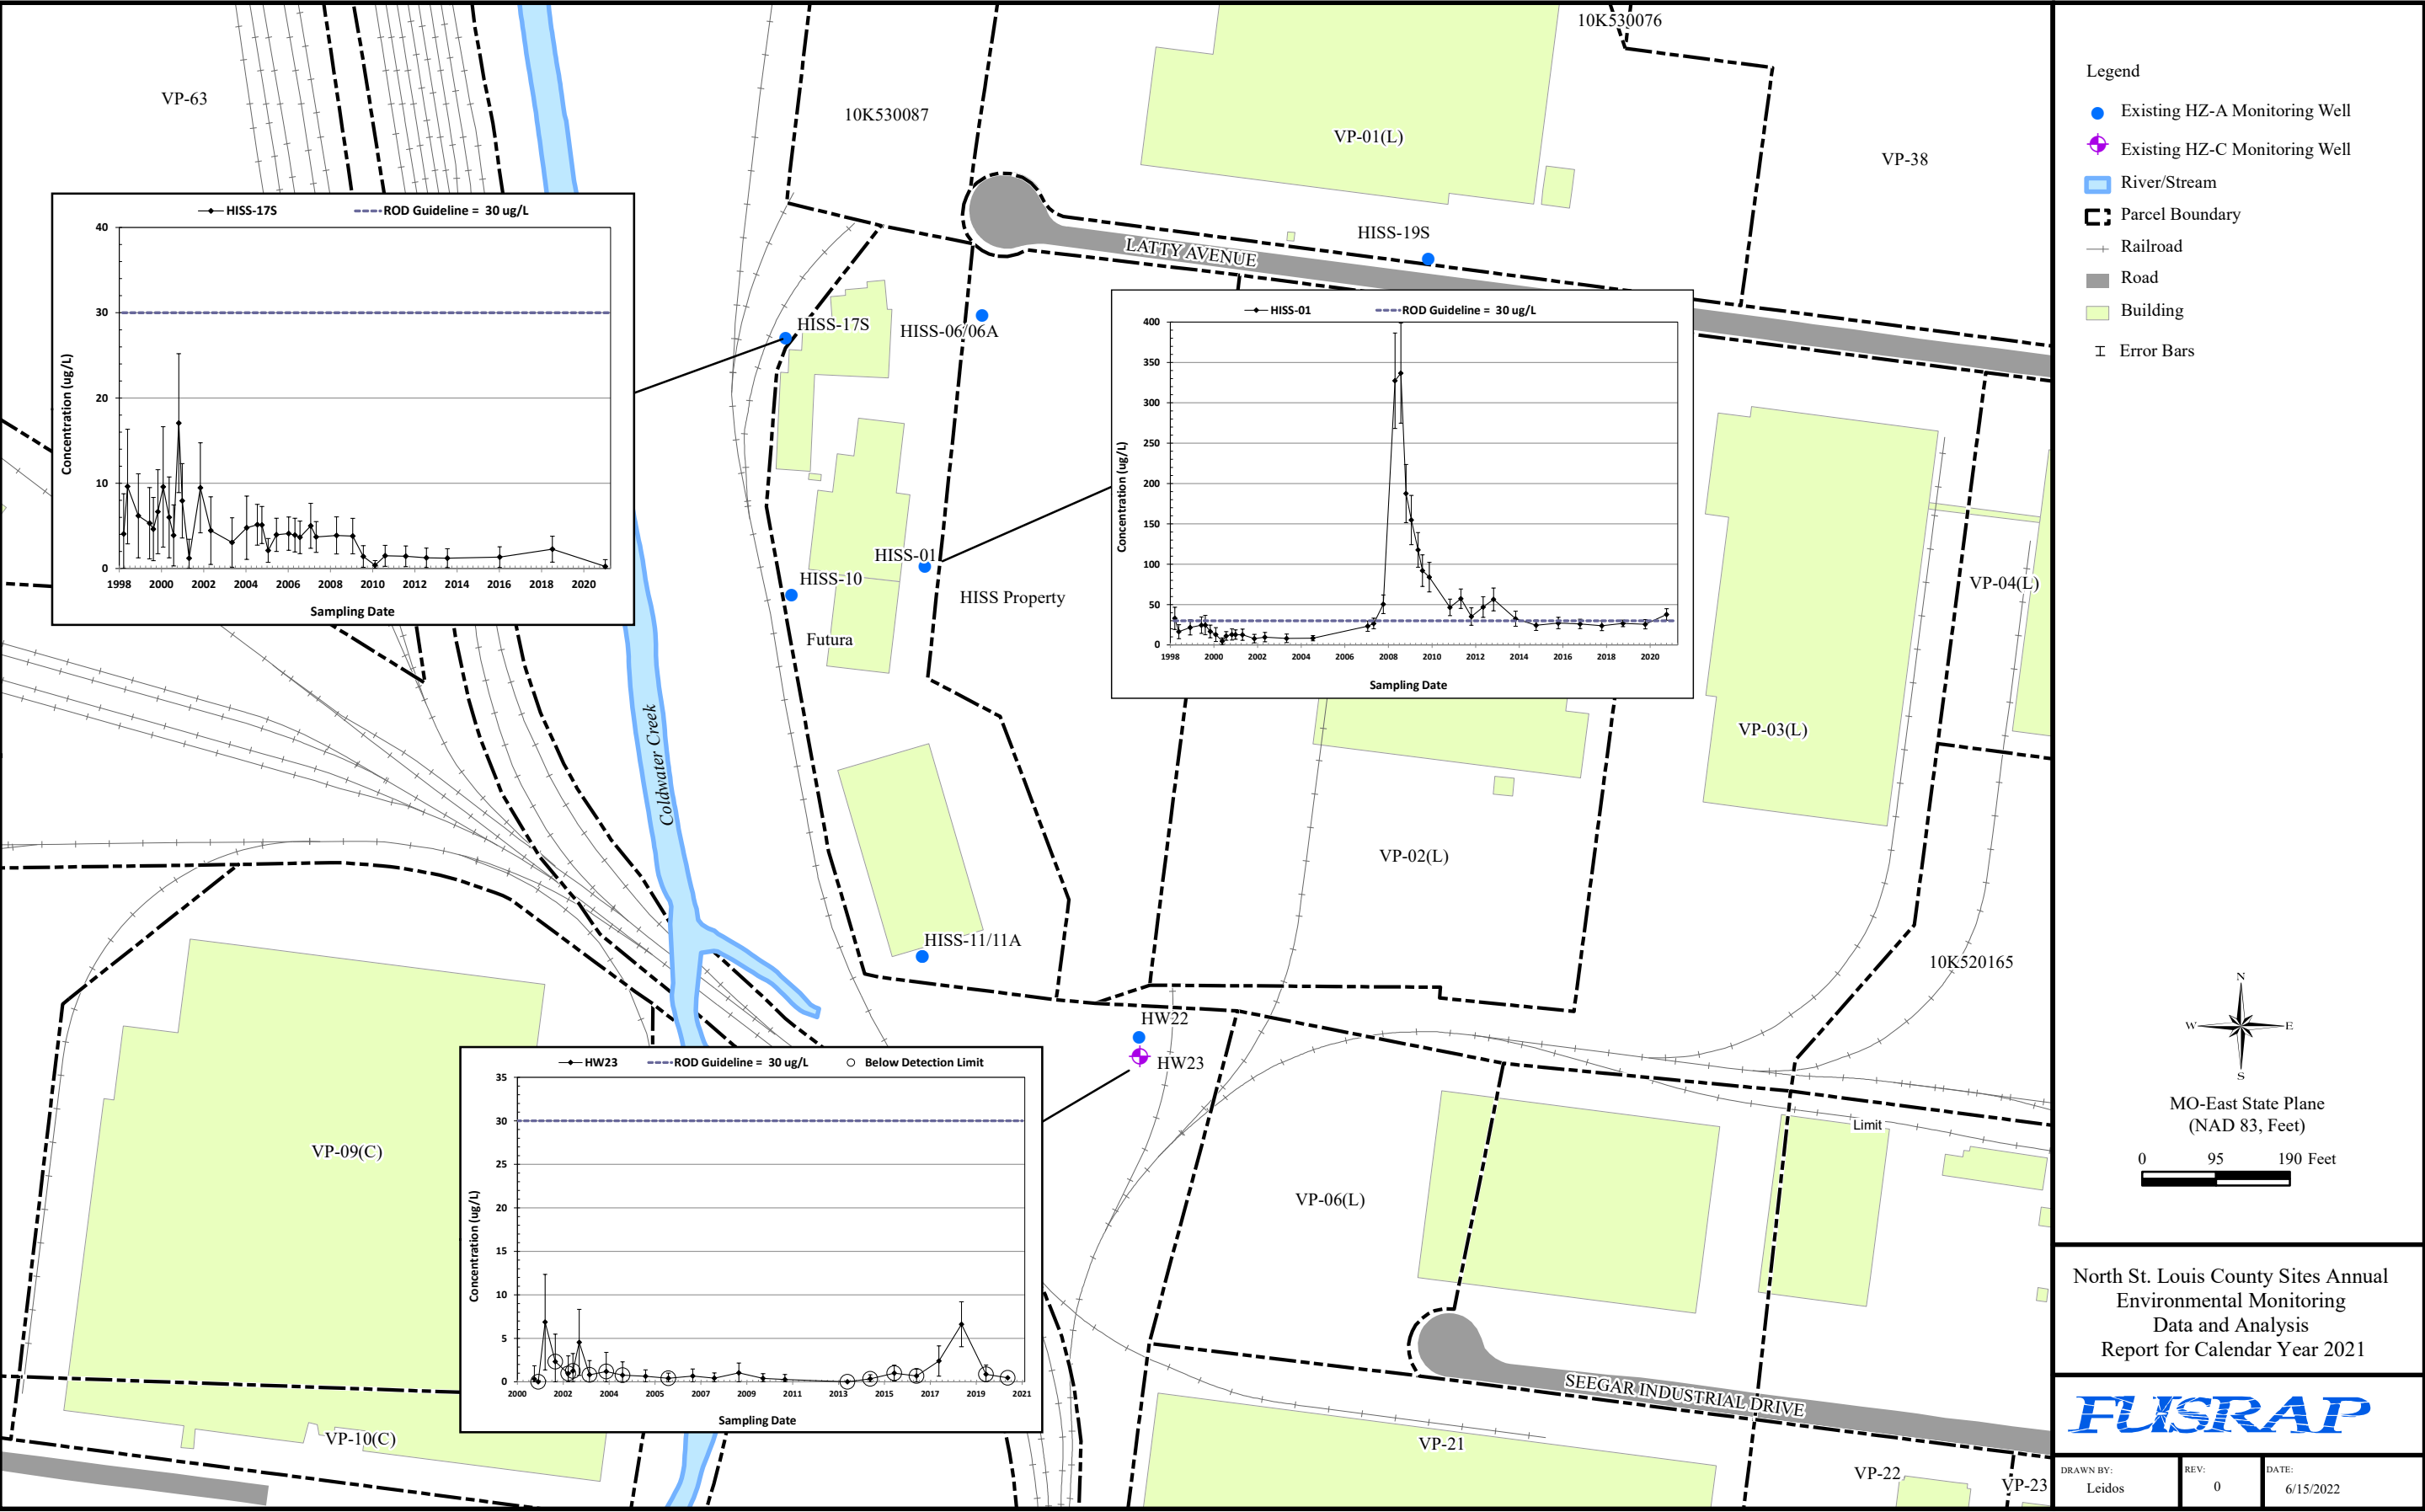 10K530076
VP-63
10K530087
VP-01(L)
VP-38
HISS-19S
LATTY AVENUE
HISS-17S
HISS-06/06A
HISS-01
HISS-10
HISS Property
Futura
VP-04(L)
VP-03(L)
Coldwater Creek
VP-02(L)
HISS-11/11A
10K520165
HW22
HW23
Limit
VP-09(C)
VP-06(L)
SEEGAR INDUSTRIAL DRIVE
VP-10(C)
VP-21
VP-22
VP-23
HISS-17S
ROD Guideline = 30 ug/L
40
30
20
10
0
Concentration (ug/L)
1998 2000 2002 2004 2006 2008 2010 2012 2014 2016 2018 2020
Sampling Date
HISS-01
ROD Guideline = 30 ug/L
400
350
300
250
200
150
100
50
0
Concentration (ug/L)
1998 2000 2002 2004 2006 2008 2010 2012 2014 2016 2018 2020
Sampling Date
HW23
ROD Guideline = 30 ug/L
Below Detection Limit
35
30
25
20
15
10
5
0
Concentration (ug/L)
2000 2002 2004 2005 2007 2009 2011 2013 2015 2017 2019 2021
Sampling Date
Legend
Existing HZ-A Monitoring Well
Existing HZ-C Monitoring Well
River/Stream
Parcel Boundary
Railroad
Road
Building
Error Bars
N
W E
S
MO-East State Plane
(NAD 83, Feet)
0 95 190 Feet
North St. Louis County Sites Annual
Environmental Monitoring
Data and Analysis
Report for Calendar Year 2021
FUSRAP
DRAWN BY:
Leidos
REV:
0
DATE:
6/15/2022